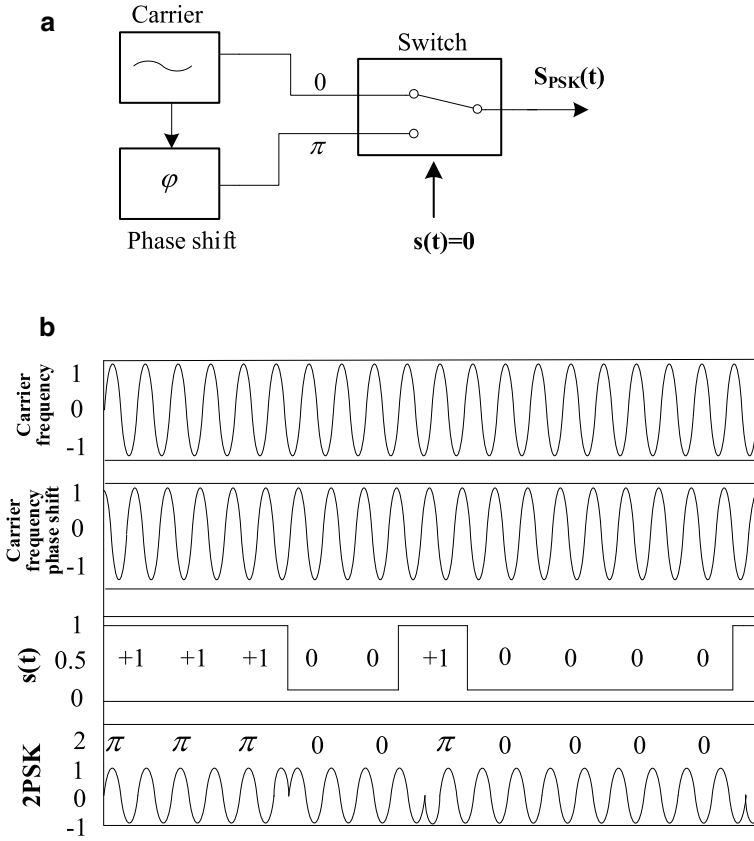 a
Carrier
Switch
0
S_PSK(t)
π
φ
Phase shift
s(t)=0
b
Carrier
frequency
1
0
-1
Carrier
frequency
phase shift
1
0
-1
s(t)
1
0.5
0
+1 +1 +1 0 0 +1 0 0 0 0
2PSK
2
1
0
-1
π π π 0 0 π 0 0 0 0